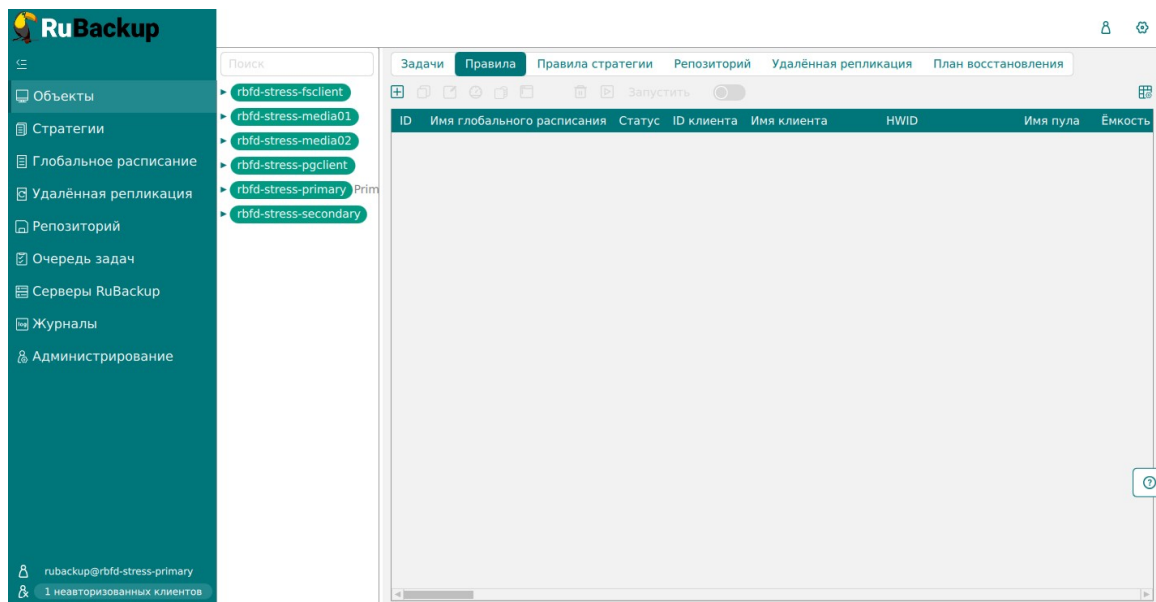 RuBackup
Объекты
Стратегии
Глобальное расписание
Удалённая репликация
Репозиторий
Очередь задач
Серверы RuBackup
log Журналы
Администрирование
rubackup@rbfd-stress-primary
1 неавторизованных клиентов
Поиск
rbfd-stress-fsclient
rbfd-stress-media01
rbfd-stress-media02
rbfd-stress-pgclient
rbfd-stress-primary Prim
rbfd-stress-secondary
Задачи Правила Правила стратегии Репозиторий Удалённая репликация План восстановления
Запустить
ID Имя глобального расписания Статус ID клиента Имя клиента HWID Имя пула Ёмкость